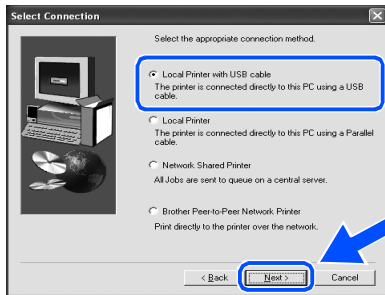 Select Connection
Select the appropriate connection method.
Local Printer with USB cable
The printer is connected directly to this PC using a USB
cable.
Local Printer
The printer is connected directly to this PC using a Parallel
cable.
Network Shared Printer
All Jobs are sent to queue on a central server.
Brother Peer-to-Peer Network Printer
Print directly to the printer over the network.
< Back
Next >
Cancel